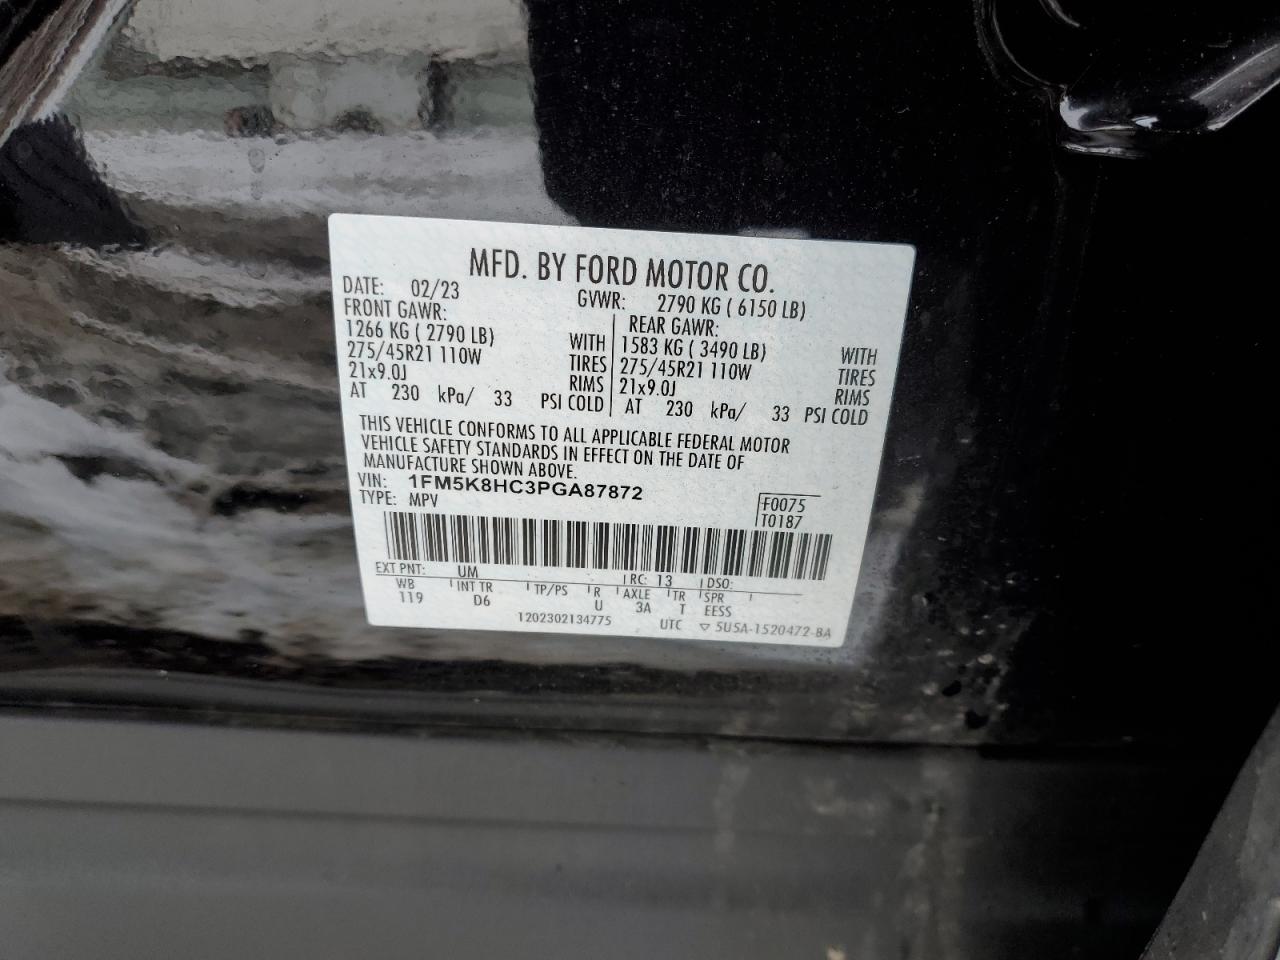 MFD. BY FORD MOTOR CO.
DATE: 02/23 GVWR: 2790 KG ( 6150 LB)
FRONT GAWR: REAR GAWR:
1266 KG ( 2790 LB) WITH 1583 KG ( 3490 LB) WITH
275/45R21 110W TIRES 275/45R21 110W TIRES
21x9.0J RIMS 21x9.0J RIMS
AT 230 kPa/ 33 PSI COLD AT 230 kPa/ 33 PSI COLD
THIS VEHICLE CONFORMS TO ALL APPLICABLE FEDERAL MOTOR
VEHICLE SAFETY STANDARDS IN EFFECT ON THE DATE OF
MANUFACTURE SHOWN ABOVE.
VIN: 1FM5K8HC3PGA87872
TYPE: MPV F0075
T0187
EXT PNT: UM RC: 13 DSO:
WB INT TR TP/PS R AXLE TR SPR
119 D6 U 3A T EESS
1202302134775 UTC ▽ 5U5A-1520472-BA